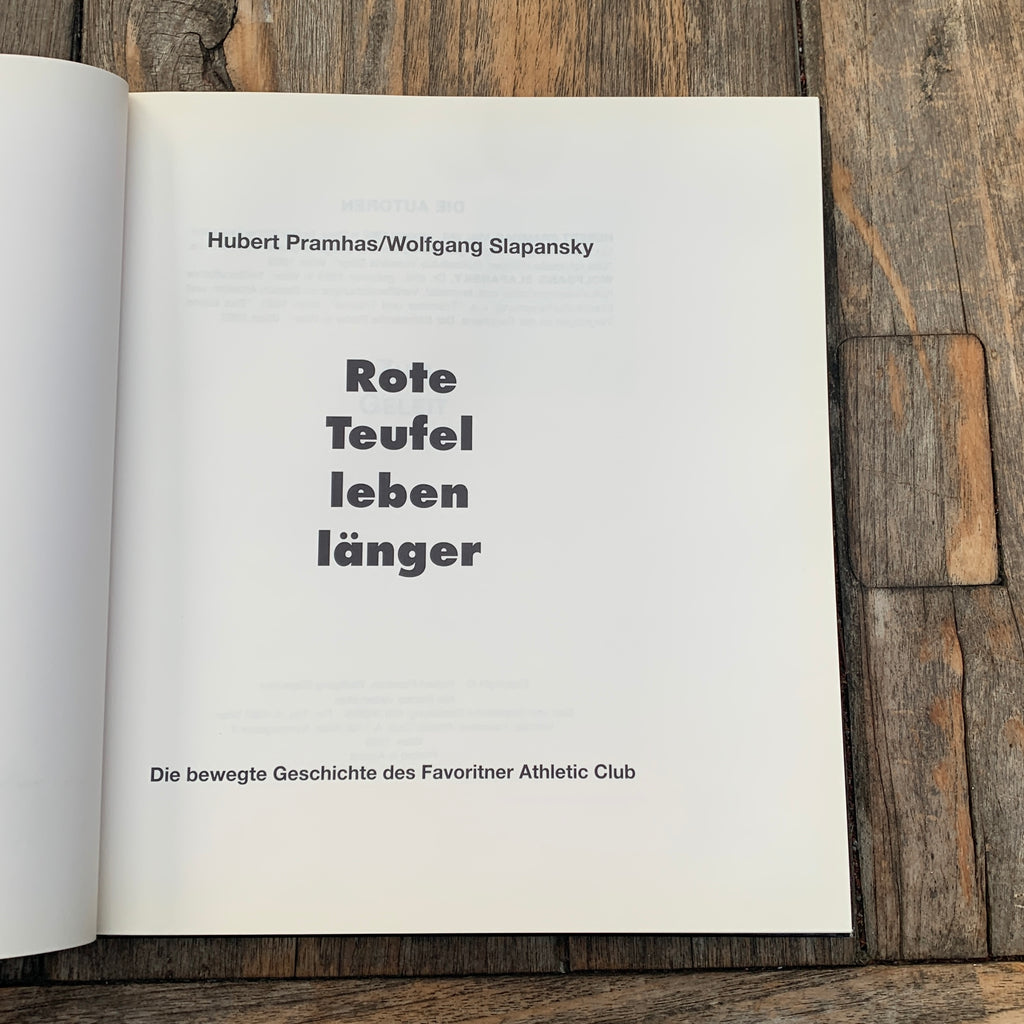 Hubert Pramhas/Wolfgang Slapansky
Rote
Teufel
leben
länger
Die bewegte Geschichte des Favoritner Athletic Club